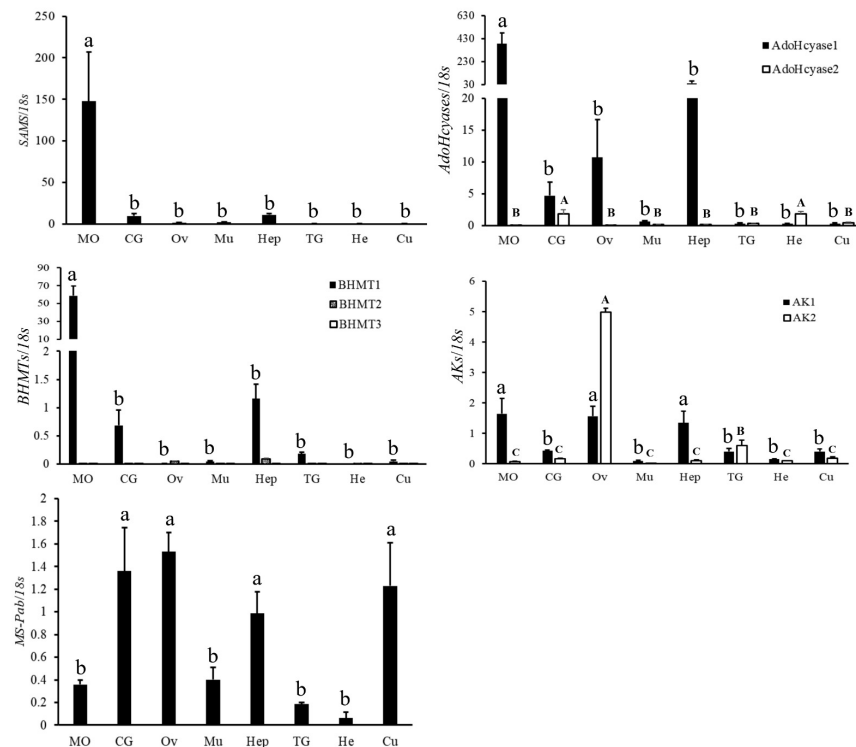 SAMS/18s
250
200
150
100
50
0
a
b
b
b
b
b
b
b
MO CG Ov Mu Hep TG He Cu
AdoHcyases/18s
630
430
230
30
20
15
10
5
0
AdoHcyase1
AdoHcyase2
a
b
b
b
b
b
b
b
B
A
B
B
B
B
A
B
MO CG Ov Mu Hep TG He Cu
BHMTs/18s
90
70
50
30
10
2
1.5
1
0.5
0
BHMT1
BHMT2
BHMT3
a
b
b
b
b
b
b
b
MO CG Ov Mu Hep TG He Cu
AKs/18s
6
5
4
3
2
1
0
AK1
AK2
a
b
a
b
a
b
b
b
C
C
A
C
C
B
C
C
MO CG Ov Mu Hep TG He Cu
MS-Pab/18s
2
1.8
1.6
1.4
1.2
1
0.8
0.6
0.4
0.2
0
b
a
a
b
a
b
b
a
MO CG Ov Mu Hep TG He Cu